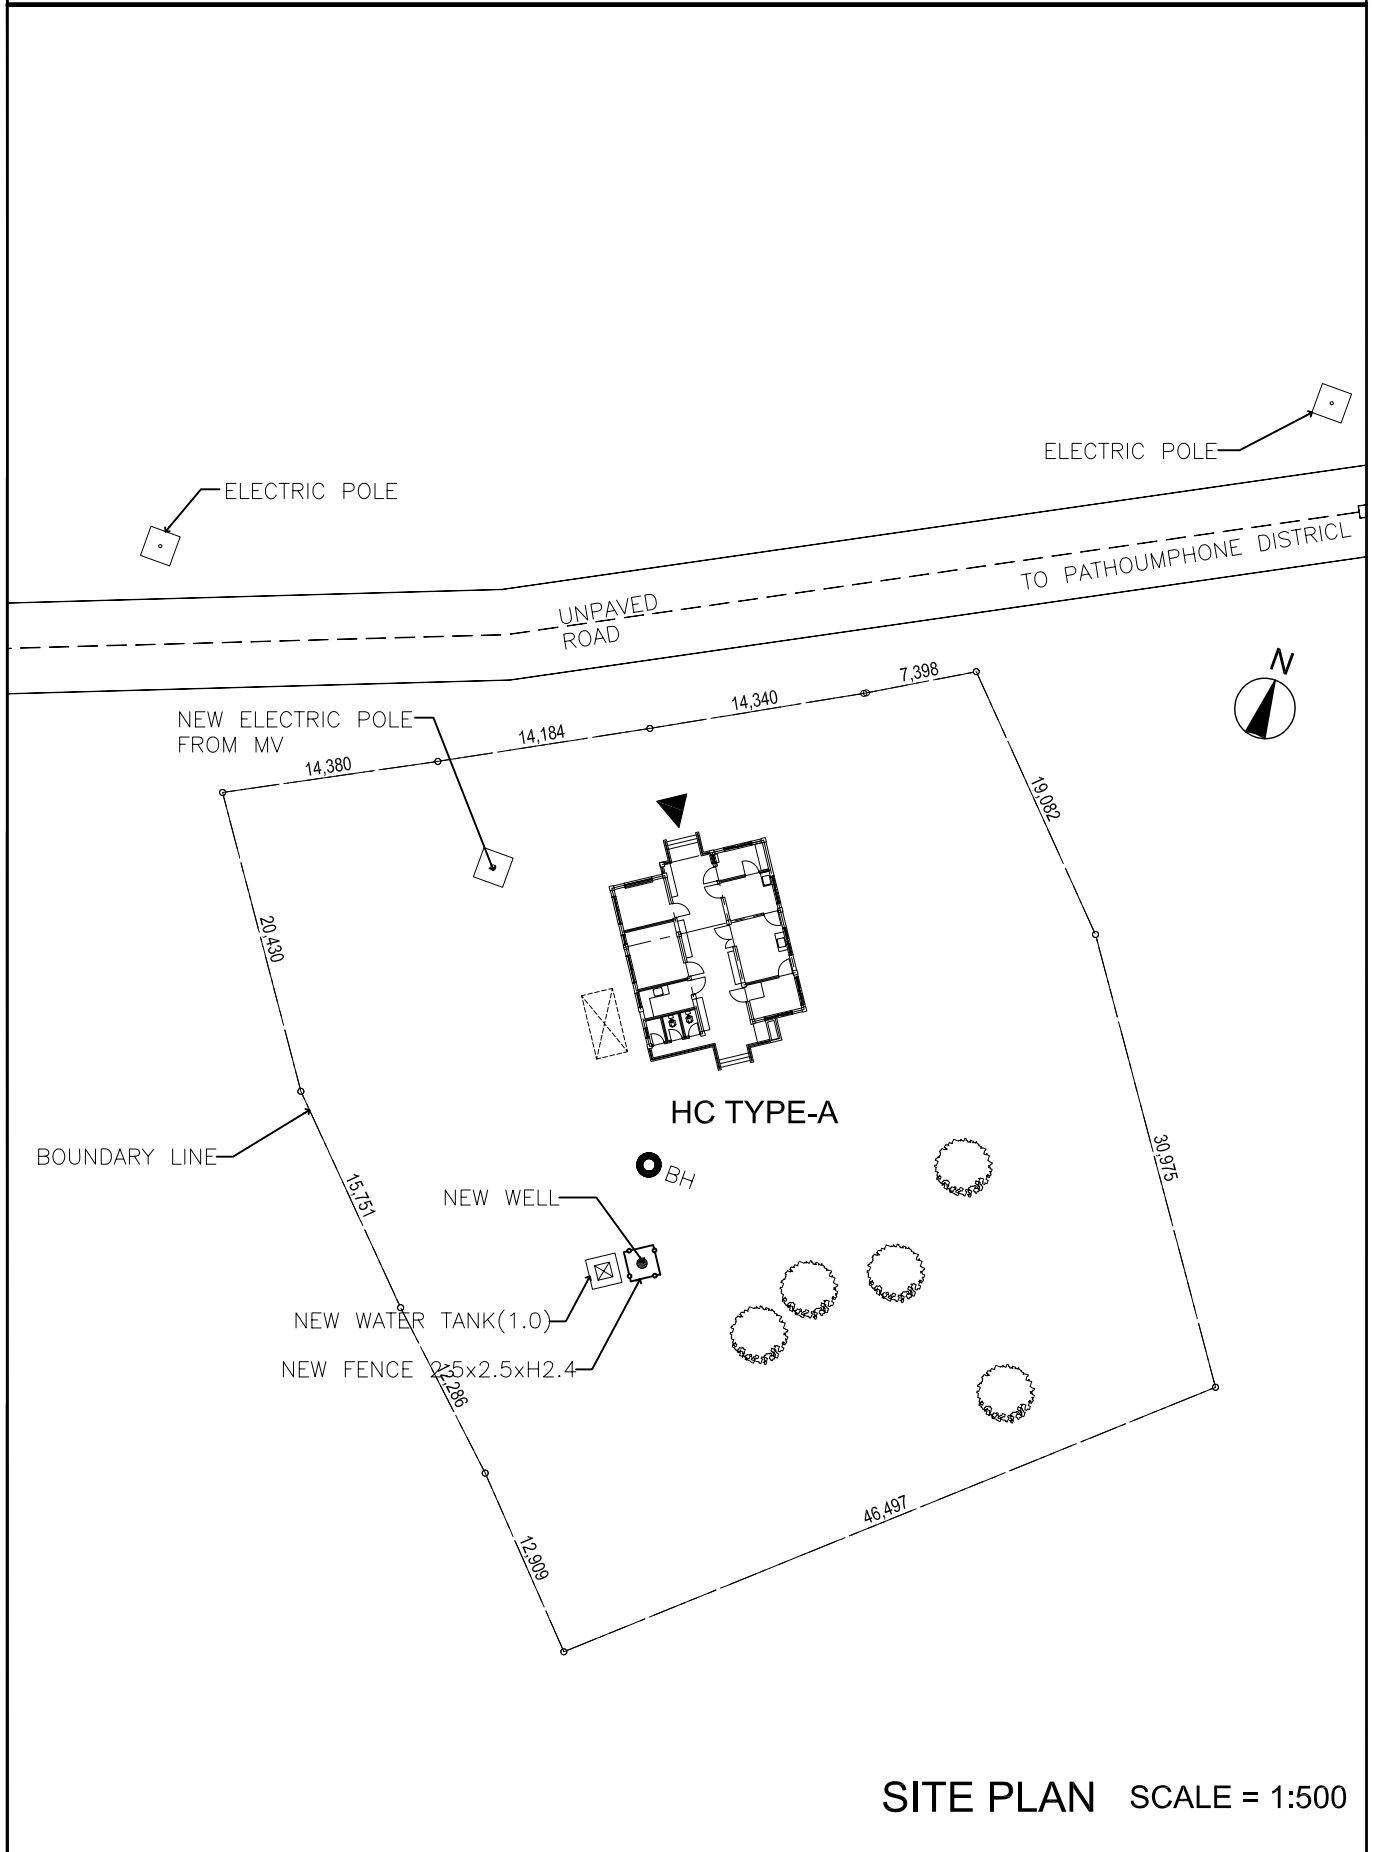 ELECTRIC POLE
ELECTRIC POLE
UNPAVED
ROAD
TO PATHOUMPHONE DISTRICL
N
NEW ELECTRIC POLE
FROM MV
14,380
14,184
14,340
7,398
19,082
20,430
HC TYPE-A
BOUNDARY LINE
15,751
BH
30,975
NEW WELL
NEW WATER TANK(1.0)
NEW FENCE 2.5x2.5xH2.4
12,286
46,497
12,909
SITE PLAN SCALE = 1:500